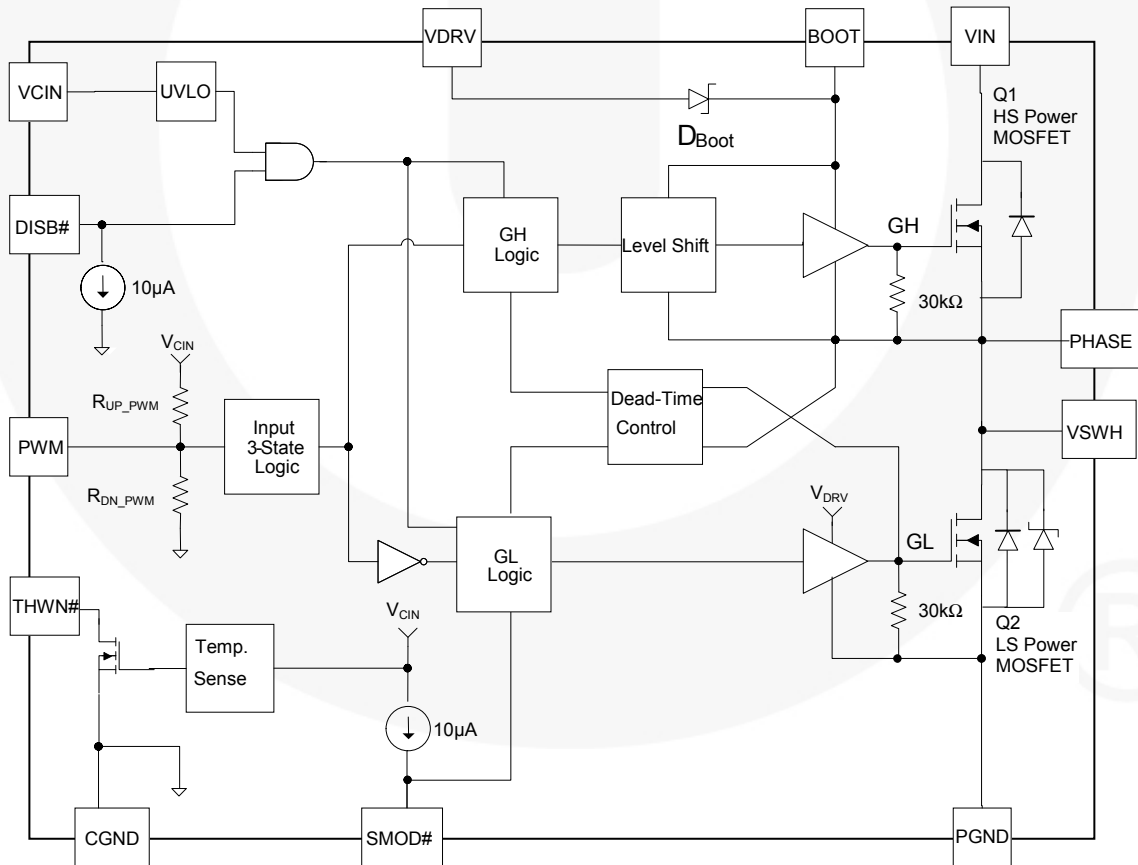 VDRV
BOOT
VIN
VCIN
UVLO
Q1
HS Power
MOSFET
D_Boot
DISB#
GH
Logic
Level Shift
GH
10µA
30kΩ
V_CIN
PHASE
R_UP_PWM
Dead-Time
Control
Input
3-State
Logic
PWM
VSWH
R_DN_PWM
V_DRV
GL
GL
Logic
THWN#
V_CIN
30kΩ
Temp.
Sense
Q2
LS Power
MOSFET
10µA
CGND
SMOD#
PGND
®